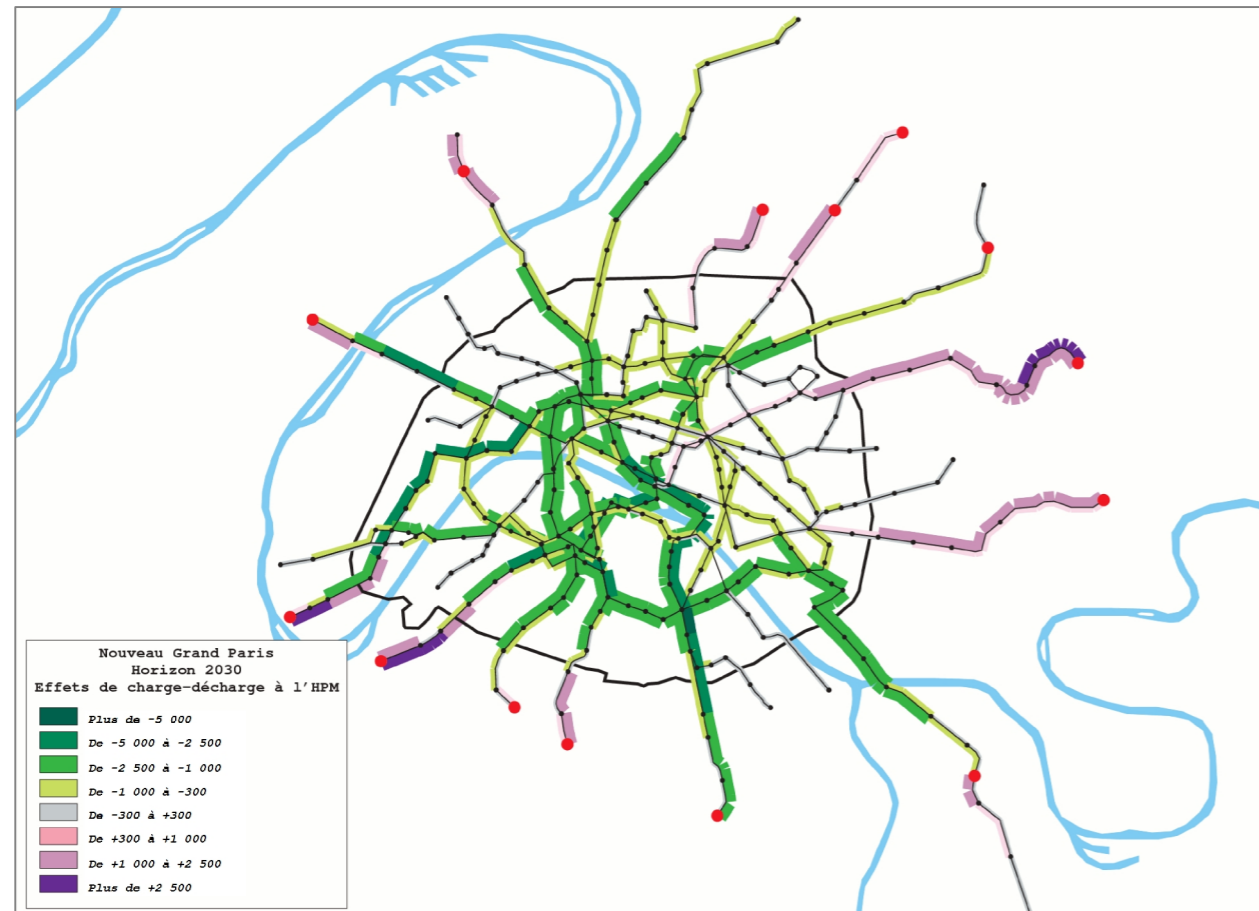 Nouveau Grand Paris
Horizon 2030
Effets de charge-décharge à l'HPM
Plus de -5 000
De -5 000 à -2 500
De -2 500 à -1 000
De -1 000 à -300
De -300 à +300
De +300 à +1 000
De +1 000 à +2 500
Plus de +2 500